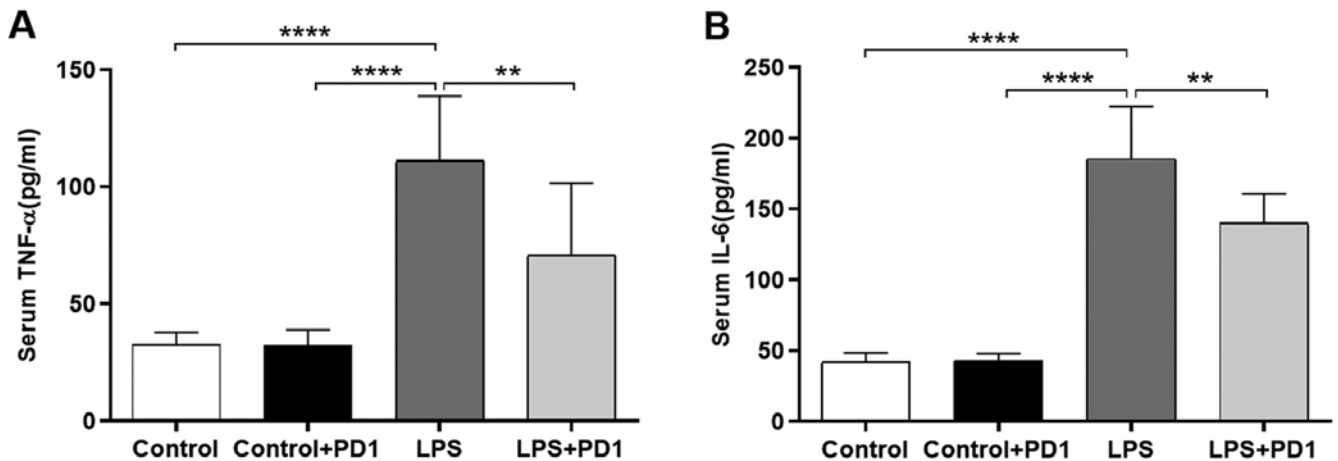 A
****
****
**
Serum TNF-α(pg/ml)
150
100
50
0
Control
Control+PD1
LPS
LPS+PD1
B
****
****
**
Serum IL-6(pg/ml)
250
200
150
100
50
0
Control
Control+PD1
LPS
LPS+PD1